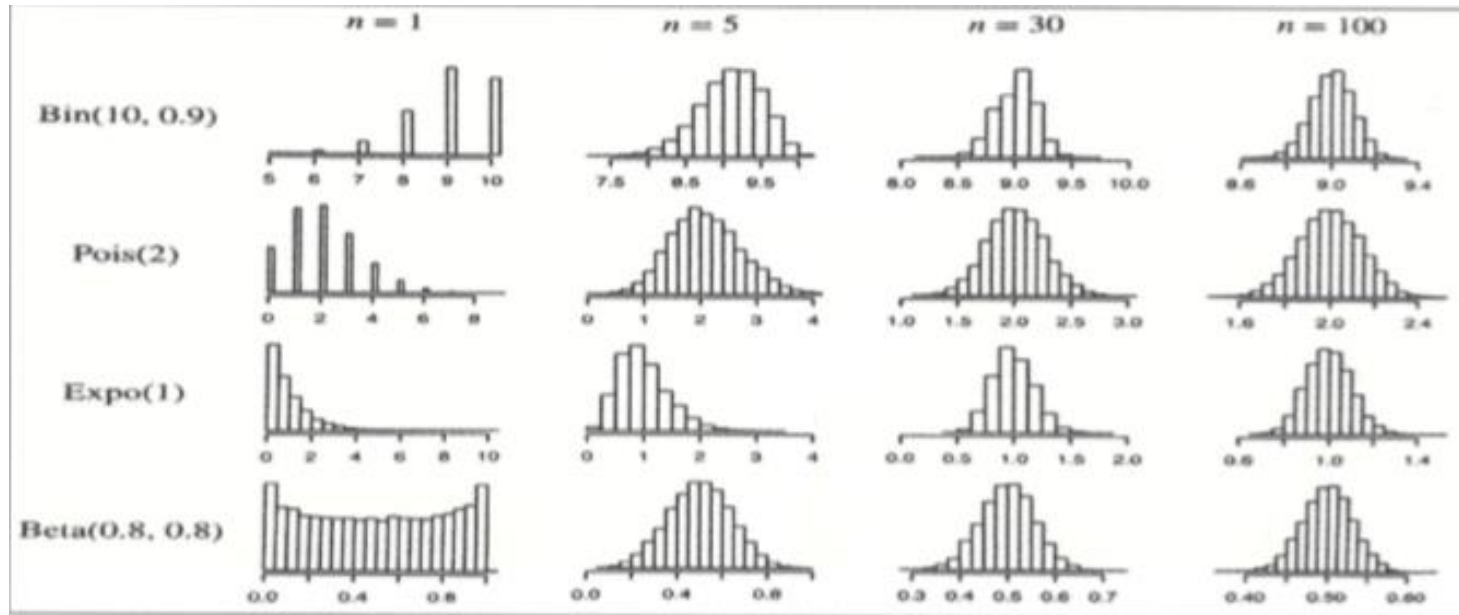 n = 1 n = 5 n = 30 n = 100
Bin(10, 0.9)
5 6 7 8 9 10 7.5 8.5 9.5 8.0 8.5 9.0 9.5 10.0 8.6 9.0 9.4
Pois(2)
0 2 4 6 8 0 1 2 3 4 1.0 1.5 2.0 2.5 3.0 1.6 2.0 2.4
Expo(1)
0 2 4 6 8 10 0 1 2 3 4 0.0 0.5 1.0 1.5 2.0 0.6 1.0 1.4
Beta(0.8, 0.8)
0.0 0.4 0.8 0.0 0.4 0.8 0.3 0.4 0.5 0.6 0.7 0.40 0.50 0.60